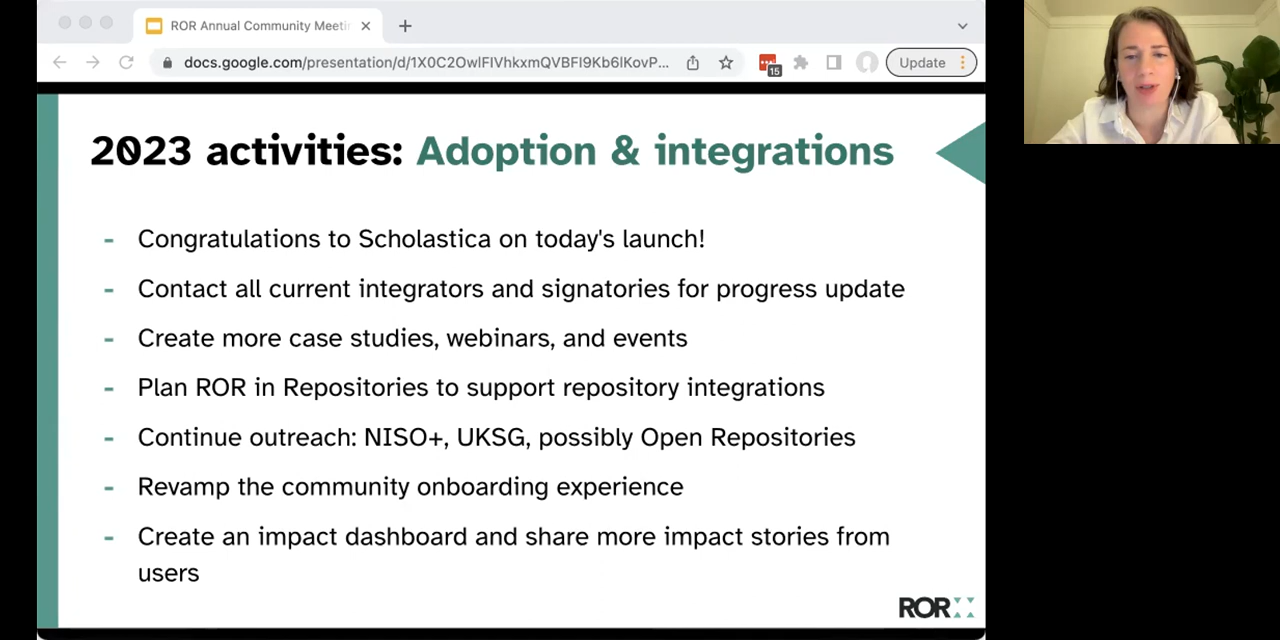 ROR Annual Community Meetin
docs.google.com/presentation/d/1X0C2OwlFIVhkxmQVBFI9Kb6lKovP...
15
Update
2023 activities: Adoption & integrations
- Congratulations to Scholastica on today's launch!
- Contact all current integrators and signatories for progress update
- Create more case studies, webinars, and events
- Plan ROR in Repositories to support repository integrations
- Continue outreach: NISO+, UKSG, possibly Open Repositories
- Revamp the community onboarding experience
- Create an impact dashboard and share more impact stories from
users
ROR